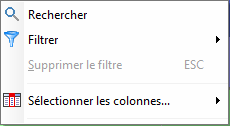 Rechercher
Filtrer
Supprimer le filtre ESC
Sélectionner les colonnes...